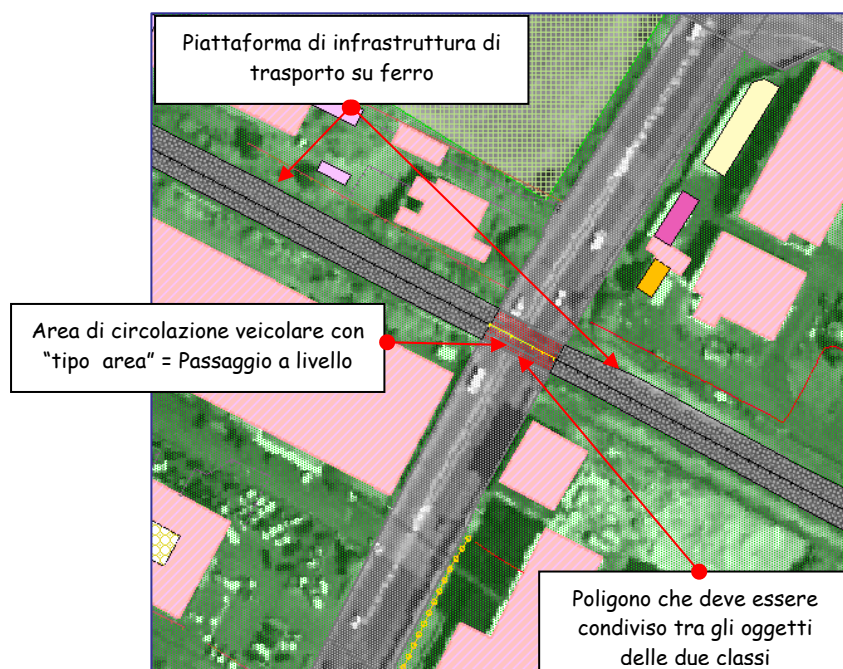 Piattaforma di infrastruttura di
trasporto su ferro
Area di circolazione veicolare con
“tipo area” = Passaggio a livello
Poligono che deve essere
condiviso tra gli oggetti
delle due classi